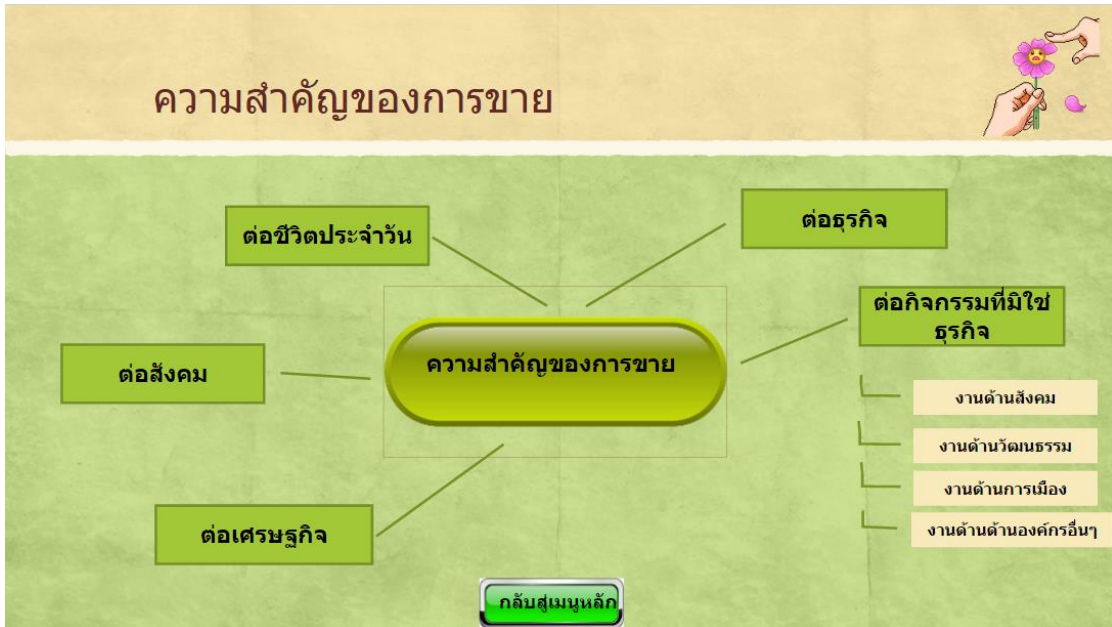 ความสำคัญของการขาย
ต่อชีวิตประจำวัน
ต่อธุรกิจ
ต่อกิจกรรมที่มิใช่
ธุรกิจ
ความสำคัญของการขาย
ต่อสังคม
งานด้านสังคม
งานด้านวัฒนธรรม
งานด้านการเมือง
งานด้านด้านองค์กรอื่นๆ
ต่อเศรษฐกิจ
กลับสู่เมนูหลัก